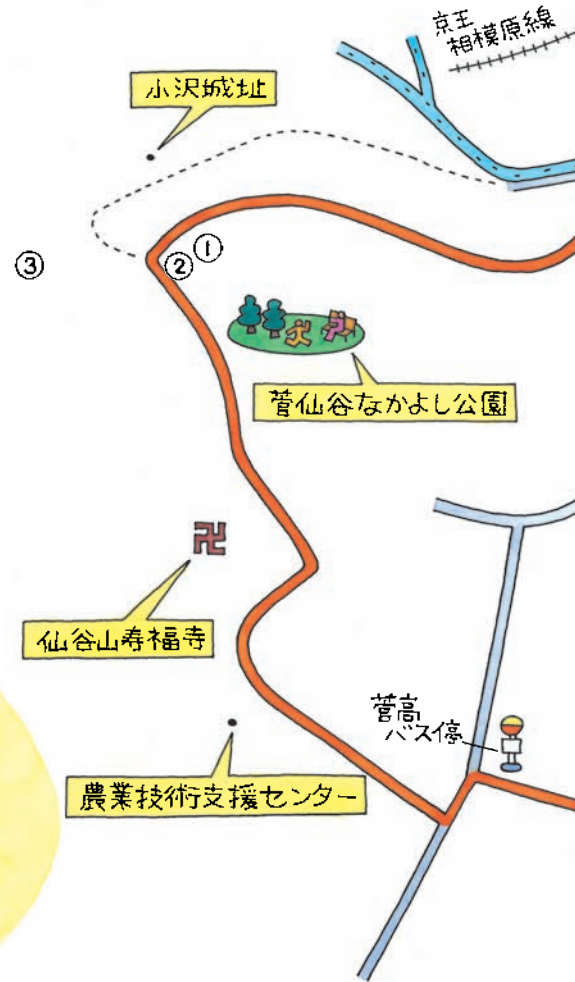 京王
相模原線
小沢城址
①
②
③
菅仙谷なかよし公園
仙谷山寿福寺
菅高
バス停
農業技術支援センター